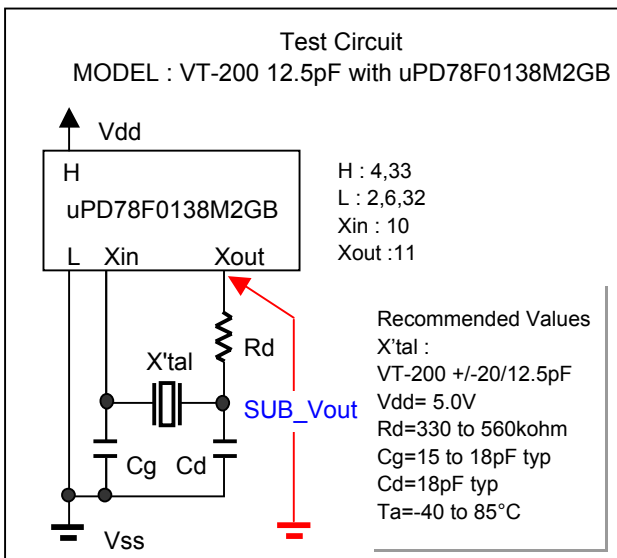 Test Circuit
MODEL : VT-200 12.5pF with uPD78F0138M2GB
Vdd
H
uPD78F0138M2GB
L Xin Xout
H : 4,33
L : 2,6,32
Xin : 10
Xout :11
Rd
X'tal
SUB_Vout
Cg Cd
Vss
Recommended Values
X’tal :
VT-200 +/-20/12.5pF
Vdd= 5.0V
Rd=330 to 560kohm
Cg=15 to 18pF typ
Cd=18pF typ
Ta=-40 to 85°C